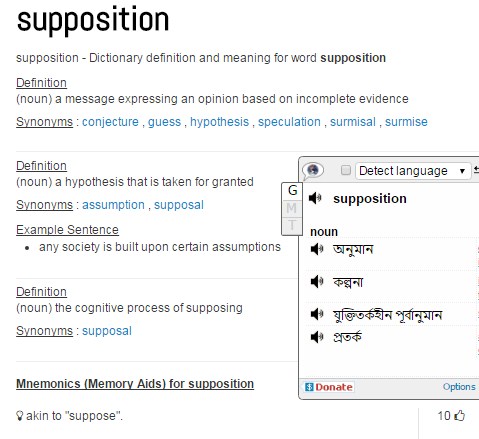 supposition
supposition - Dictionary definition and meaning for word supposition
Definition
(noun) a message expressing an opinion based on incomplete evidence
Synonyms : conjecture , guess , hypothesis , speculation , surmisal , surmise
Definition
(noun) a hypothesis that is taken for granted
Synonyms : assumption , supposal
Example Sentence
• any society is built upon certain assumptions
Definition
(noun) the cognitive process of supposing
Synonyms : supposal
Mnemonics (Memory Aids) for supposition
akin to "suppose".
10
Detect language
G
M
T
supposition
noun
অনুমান
কল্পনা
যুক্তিতর্কহীন পূর্বানুমান
প্রতর্ক
$ Donate
Options